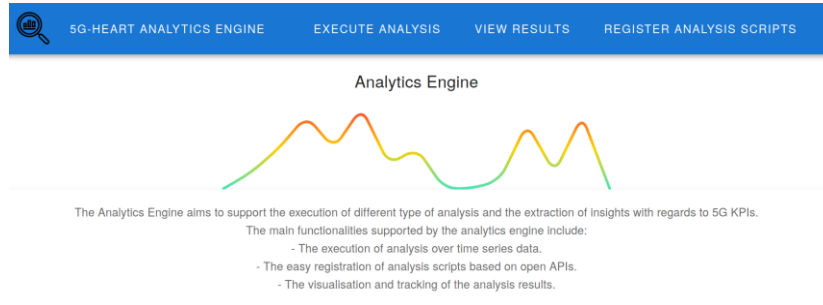 5G-HEART ANALYTICS ENGINE EXECUTE ANALYSIS VIEW RESULTS REGISTER ANALYSIS SCRIPTS
Analytics Engine
The Analytics Engine aims to support the execution of different type of analysis and the extraction of insights with regards to 5G KPIs.
The main functionalities supported by the analytics engine include:
- The execution of analysis over time series data.
- The easy registration of analysis scripts based on open APIs.
- The visualisation and tracking of the analysis results.